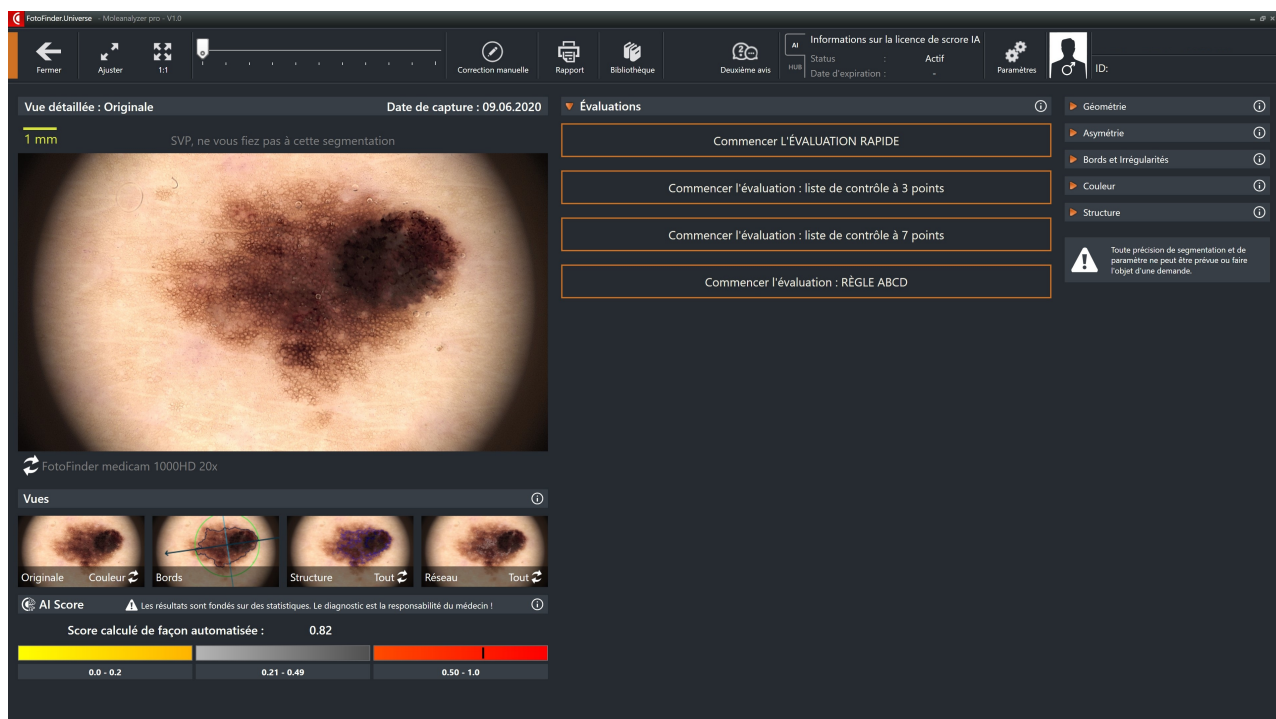 FotoFinder.Universe - Moleanalyzer pro - V1.0
Fermer
Ajuster
1:1
Correction manuelle
Rapport
Bibliothèque
Deuxième avis
AI
HUB
Informations sur la licence de scrore IA
Status : Actif
Date d'expiration : -
Paramètres
ID:
Vue détaillée : Originale
Date de capture : 09.06.2020
1 mm
SVP, ne vous fiez pas à cette segmentation
FotoFinder medicam 1000HD 20x
Vues
Originale
Couleur
Bords
Structure
Tout
Réseau
Tout
AI Score
Les résultats sont fondés sur des statistiques. Le diagnostic est la responsabilité du médecin !
Score calculé de façon automatisée : 0.82
0.0 - 0.2
0.21 - 0.49
0.50 - 1.0
Évaluations
Commencer L'ÉVALUATION RAPIDE
Commencer l'évaluation : liste de contrôle à 3 points
Commencer l'évaluation : liste de contrôle à 7 points
Commencer l'évaluation : RÈGLE ABCD
Géométrie
Asymétrie
Bords et Irrégularités
Couleur
Structure
Toute précision de segmentation et de
paramètre ne peut être prévue ou faire
l'objet d'une demande.